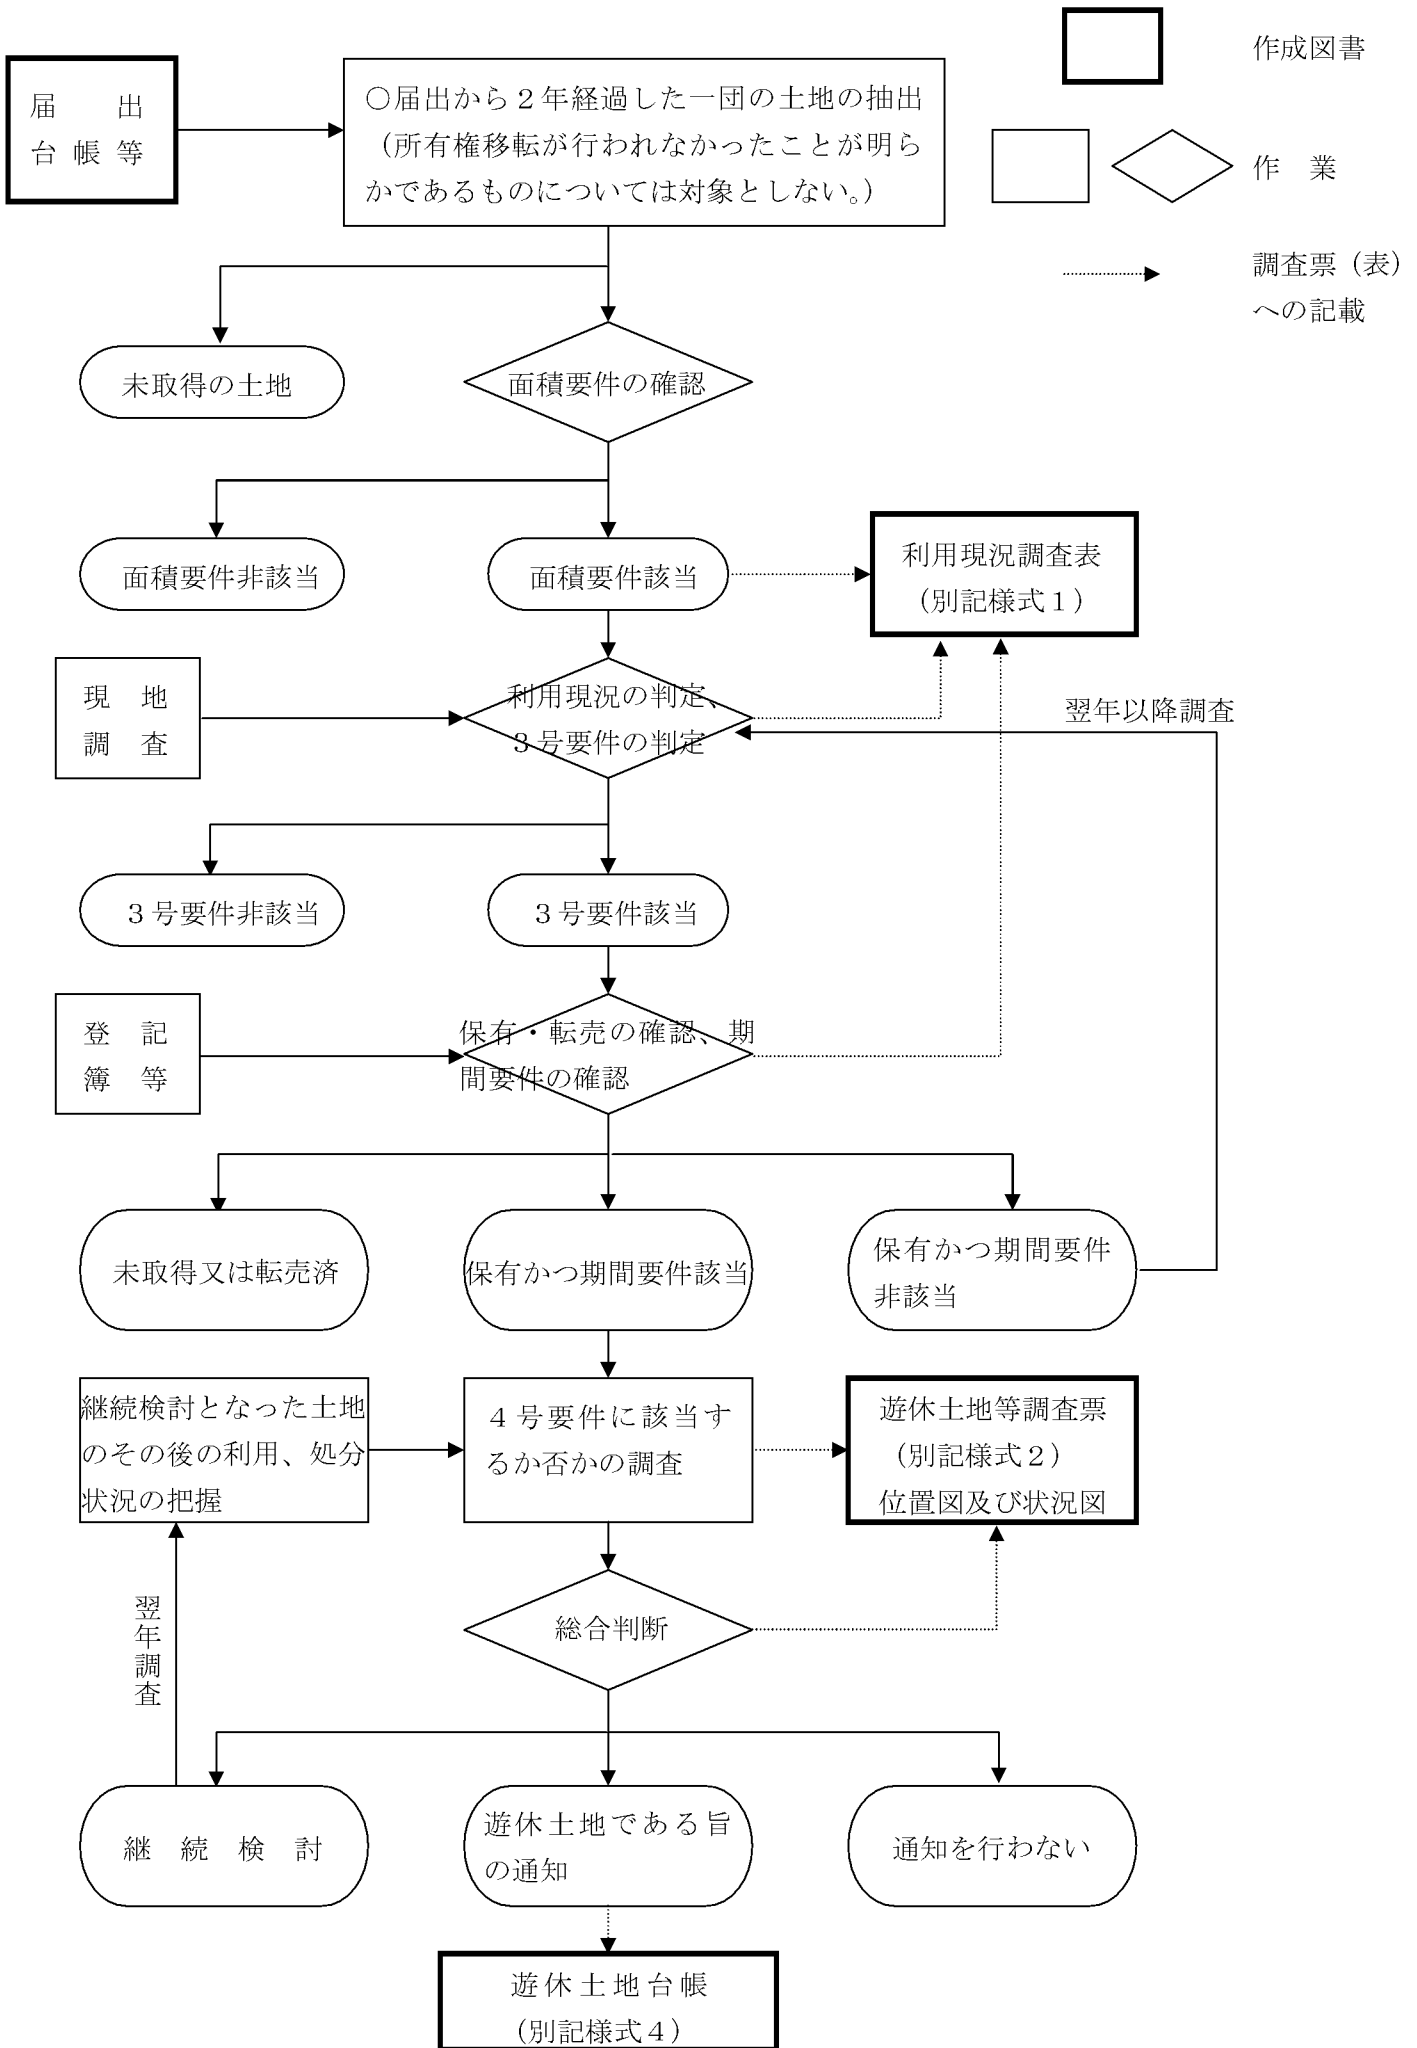 届　出
台帳等
○届出から２年経過した一団の土地の抽出
（所有権移転が行われなかったことが明ら
かであるものについては対象としない。）
作成図書
作　業
調査票（表）
への記載
未取得の土地
面積要件の確認
面積要件非該当
面積要件該当
利用現況調査表
（別記様式１）
現　地
調　査
利用現況の判定、
３号要件の判定
翌年以降調査
３号要件非該当
３号要件該当
登　記
簿　等
保有・転売の確認、期
間要件の確認
未取得又は転売済
保有かつ期間要件該当
保有かつ期間要件
非該当
継続検討となった土地
のその後の利用、処分
状況の把握
４号要件に該当す
るか否かの調査
遊休土地等調査票
（別記様式２）
位置図及び状況図
翌年調査
総合判断
継　続　検　討
遊休土地である旨
の通知
通知を行わない
遊休土地台帳
（別記様式４）